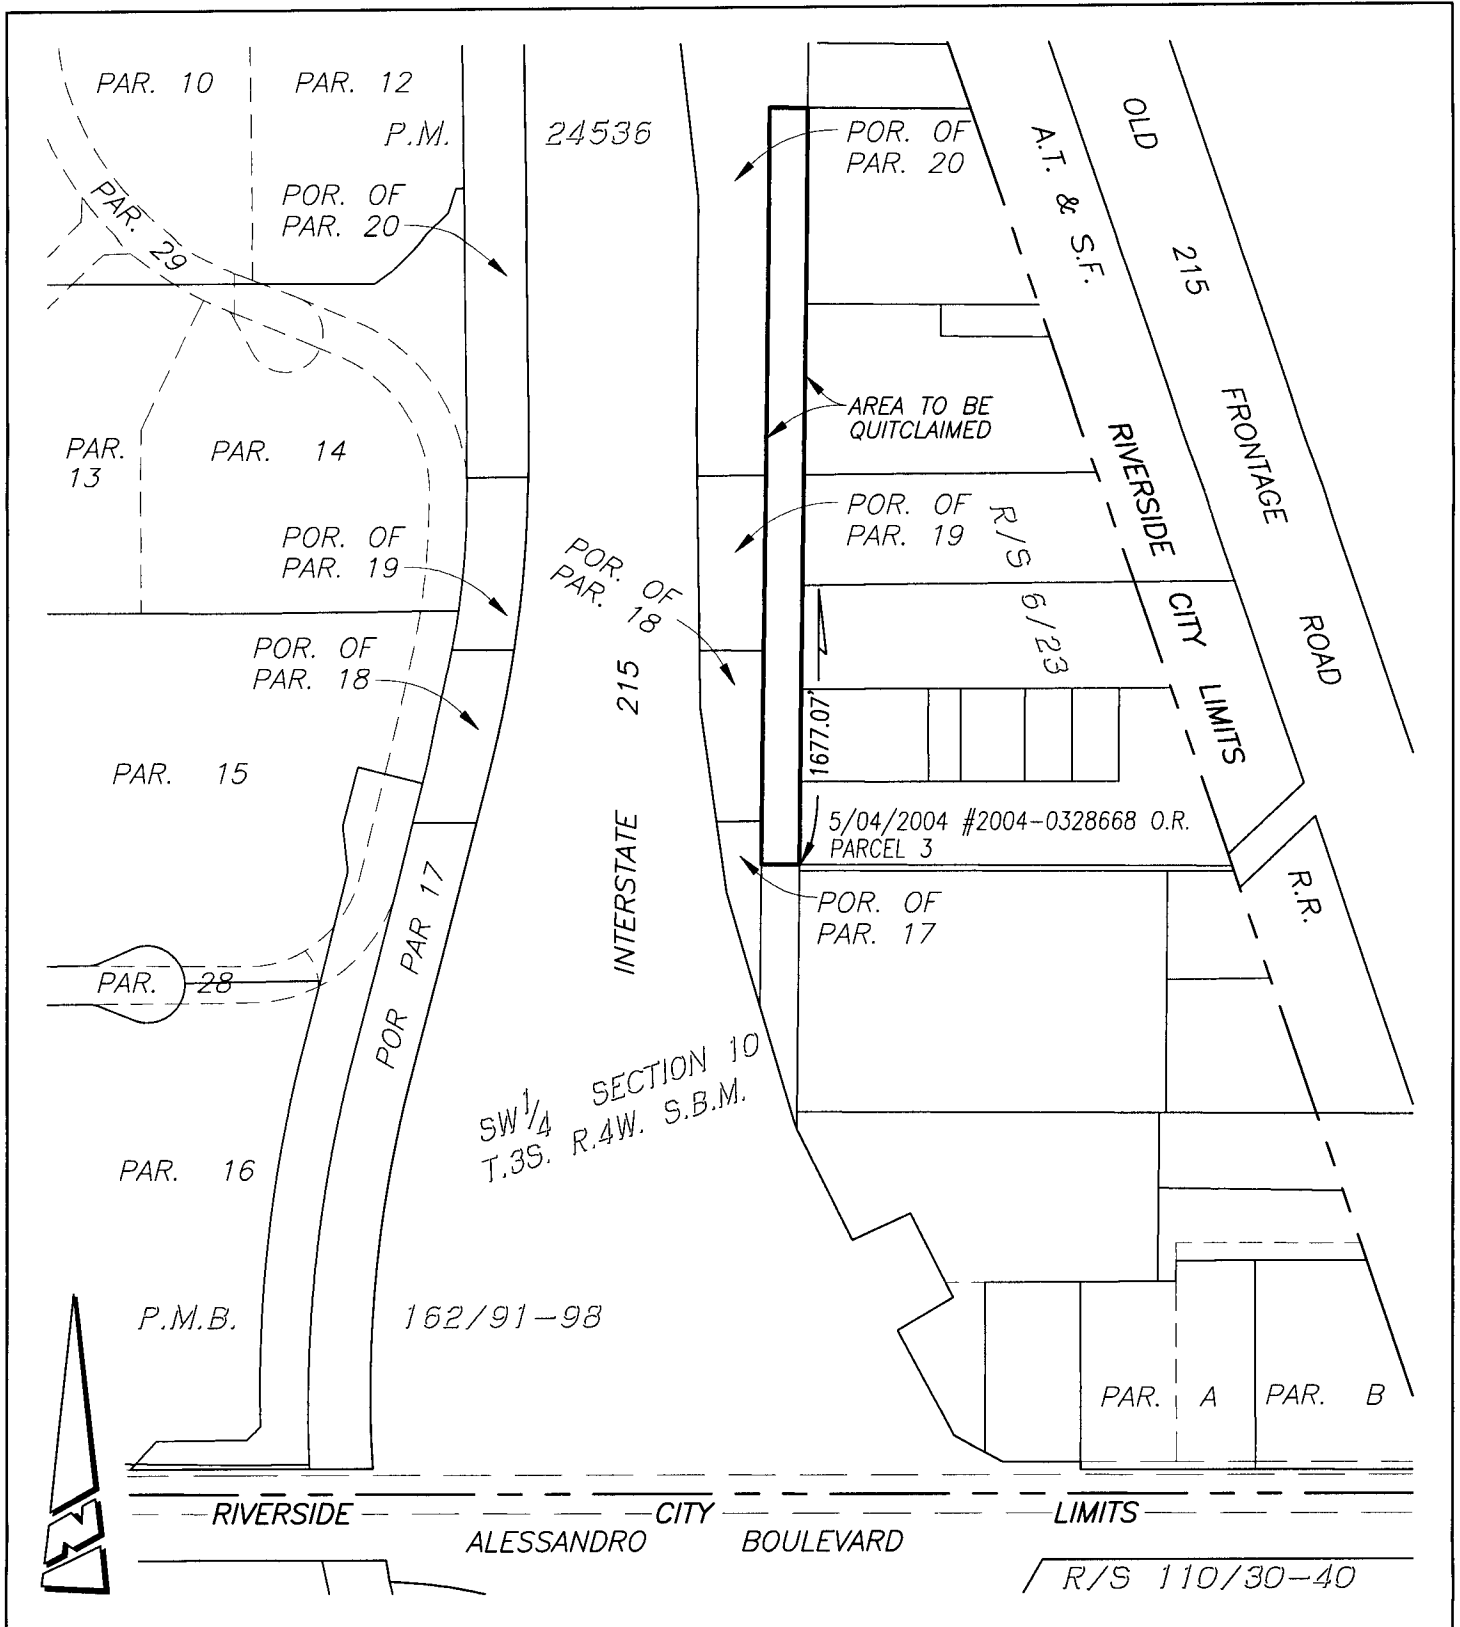 PAR. 10
PAR. 12
P.M. 24536
POR. OF
PAR. 20
PAR. 29
POR. OF
PAR. 20
OLD
215
FRONTAGE
ROAD
A.T. & S.F.
R.R.
AREA TO BE
QUITCLAIMED
RIVERSIDE
CITY
LIMITS
PAR.
13
PAR. 14
POR. OF
PAR. 19
POR. OF
PAR. 19
R/S 6/23
POR. OF
PAR. 18
POR. OF
PAR. 18
INTERSTATE 215
1677.07'
PAR. 15
5/04/2004 #2004-0328668 O.R.
PARCEL 3
POR. OF
PAR. 17
POR PAR 17
PAR. 28
SW 1/4 SECTION 10
T.3S. R.4W. S.B.M.
PAR. 16
P.M.B. 162/91-98
PAR. A
PAR. B
N
RIVERSIDE CITY LIMITS
ALESSANDRO BOULEVARD
R/S 110/30-40